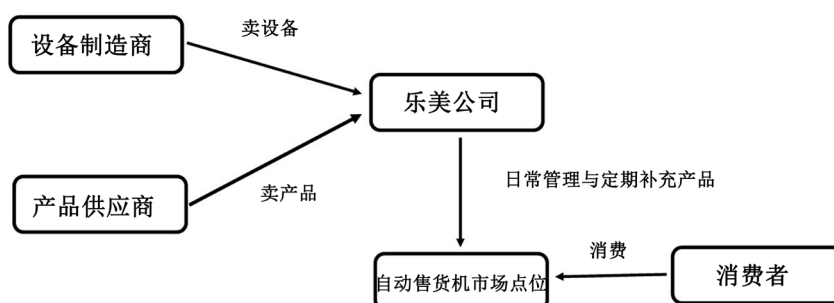 设备制造商
卖设备
乐美公司
产品供应商
卖产品
日常管理与定期补充产品
自动售货机市场点位
消费
消费者